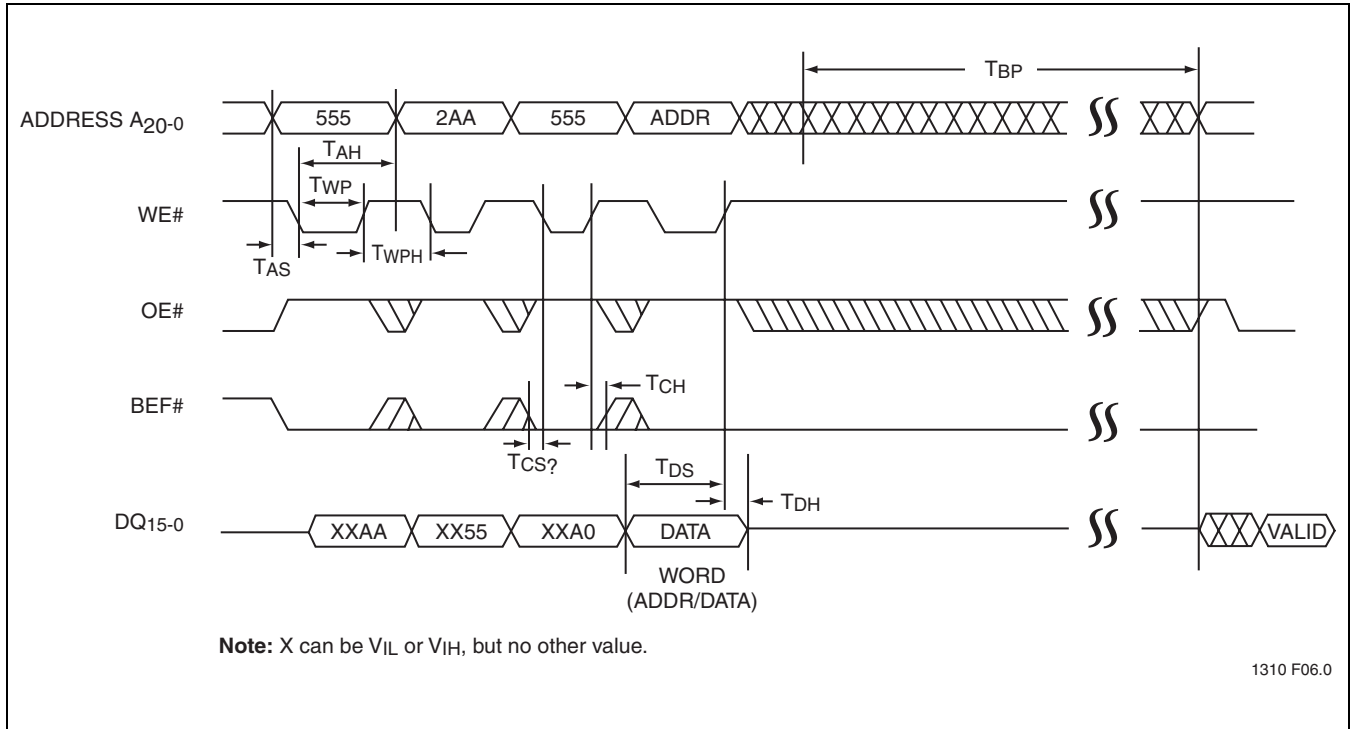 TBP
ADDRESS A20-0
555
2AA
555
ADDR
TAH
TWP
WE#
TWPH
TAS
OE#
TCH
BEF#
TCS?
TDS
TDH
DQ15-0
XXAA
XX55
XXA0
DATA
VALID
WORD
(ADDR/DATA)
Note: X can be VIL or VIH, but no other value.
1310 F06.0